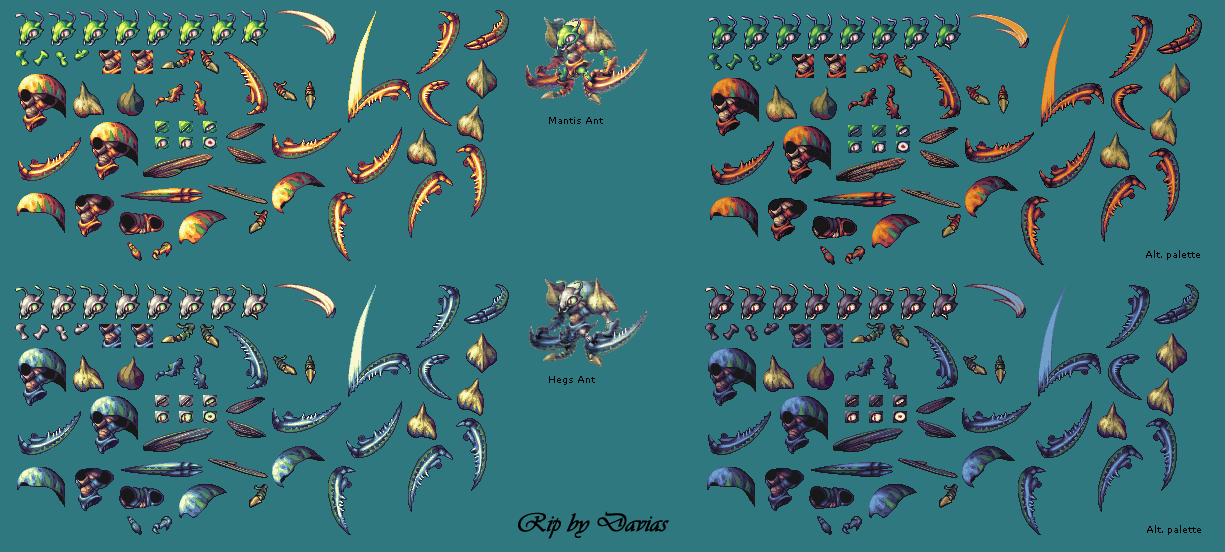 Mantis Ant
Alt. palette
Hegs Ant
Rip by Davias
Alt. palette